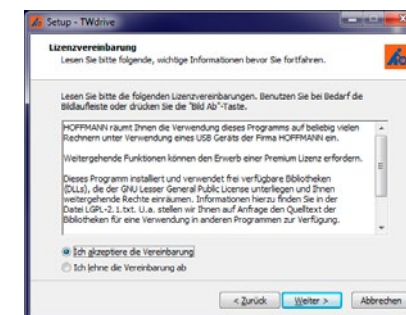 Setup - TWdrive
Lizenzvereinbarung
Lesen Sie bitte folgende, wichtige Informationen bevor Sie fortfahren.
Lesen Sie bitte die folgenden Lizenzvereinbarungen. Benutzen Sie bei Bedarf die
Bildlaufleiste oder drücken Sie die "Bild Ab"-Taste.
HOFFMANN räumt Ihnen die Verwendung dieses Programms auf beliebig vielen
Rechnern unter Verwendung eines USB Geräts der Firma HOFFMANN ein.
Weitergehende Funktionen können den Erwerb einer Premium Lizenz erfordern.
Dieses Programm installiert und verwendet frei verfügbare Bibliotheken
(DLLs), die der GNU Lesser General Public License unterliegen und Ihnen
weitergehende Rechte einräumen. Informationen hierzu finden Sie in der
Datei LGPL-2.1.txt. U.a. stellen wir Ihnen auf Anfrage den Quelltext der
Bibliotheken für eine Verwendung in anderen Programmen zur Verfügung.
Ich akzeptiere die Vereinbarung
Ich lehne die Vereinbarung ab
< Zurück Weiter > Abbrechen